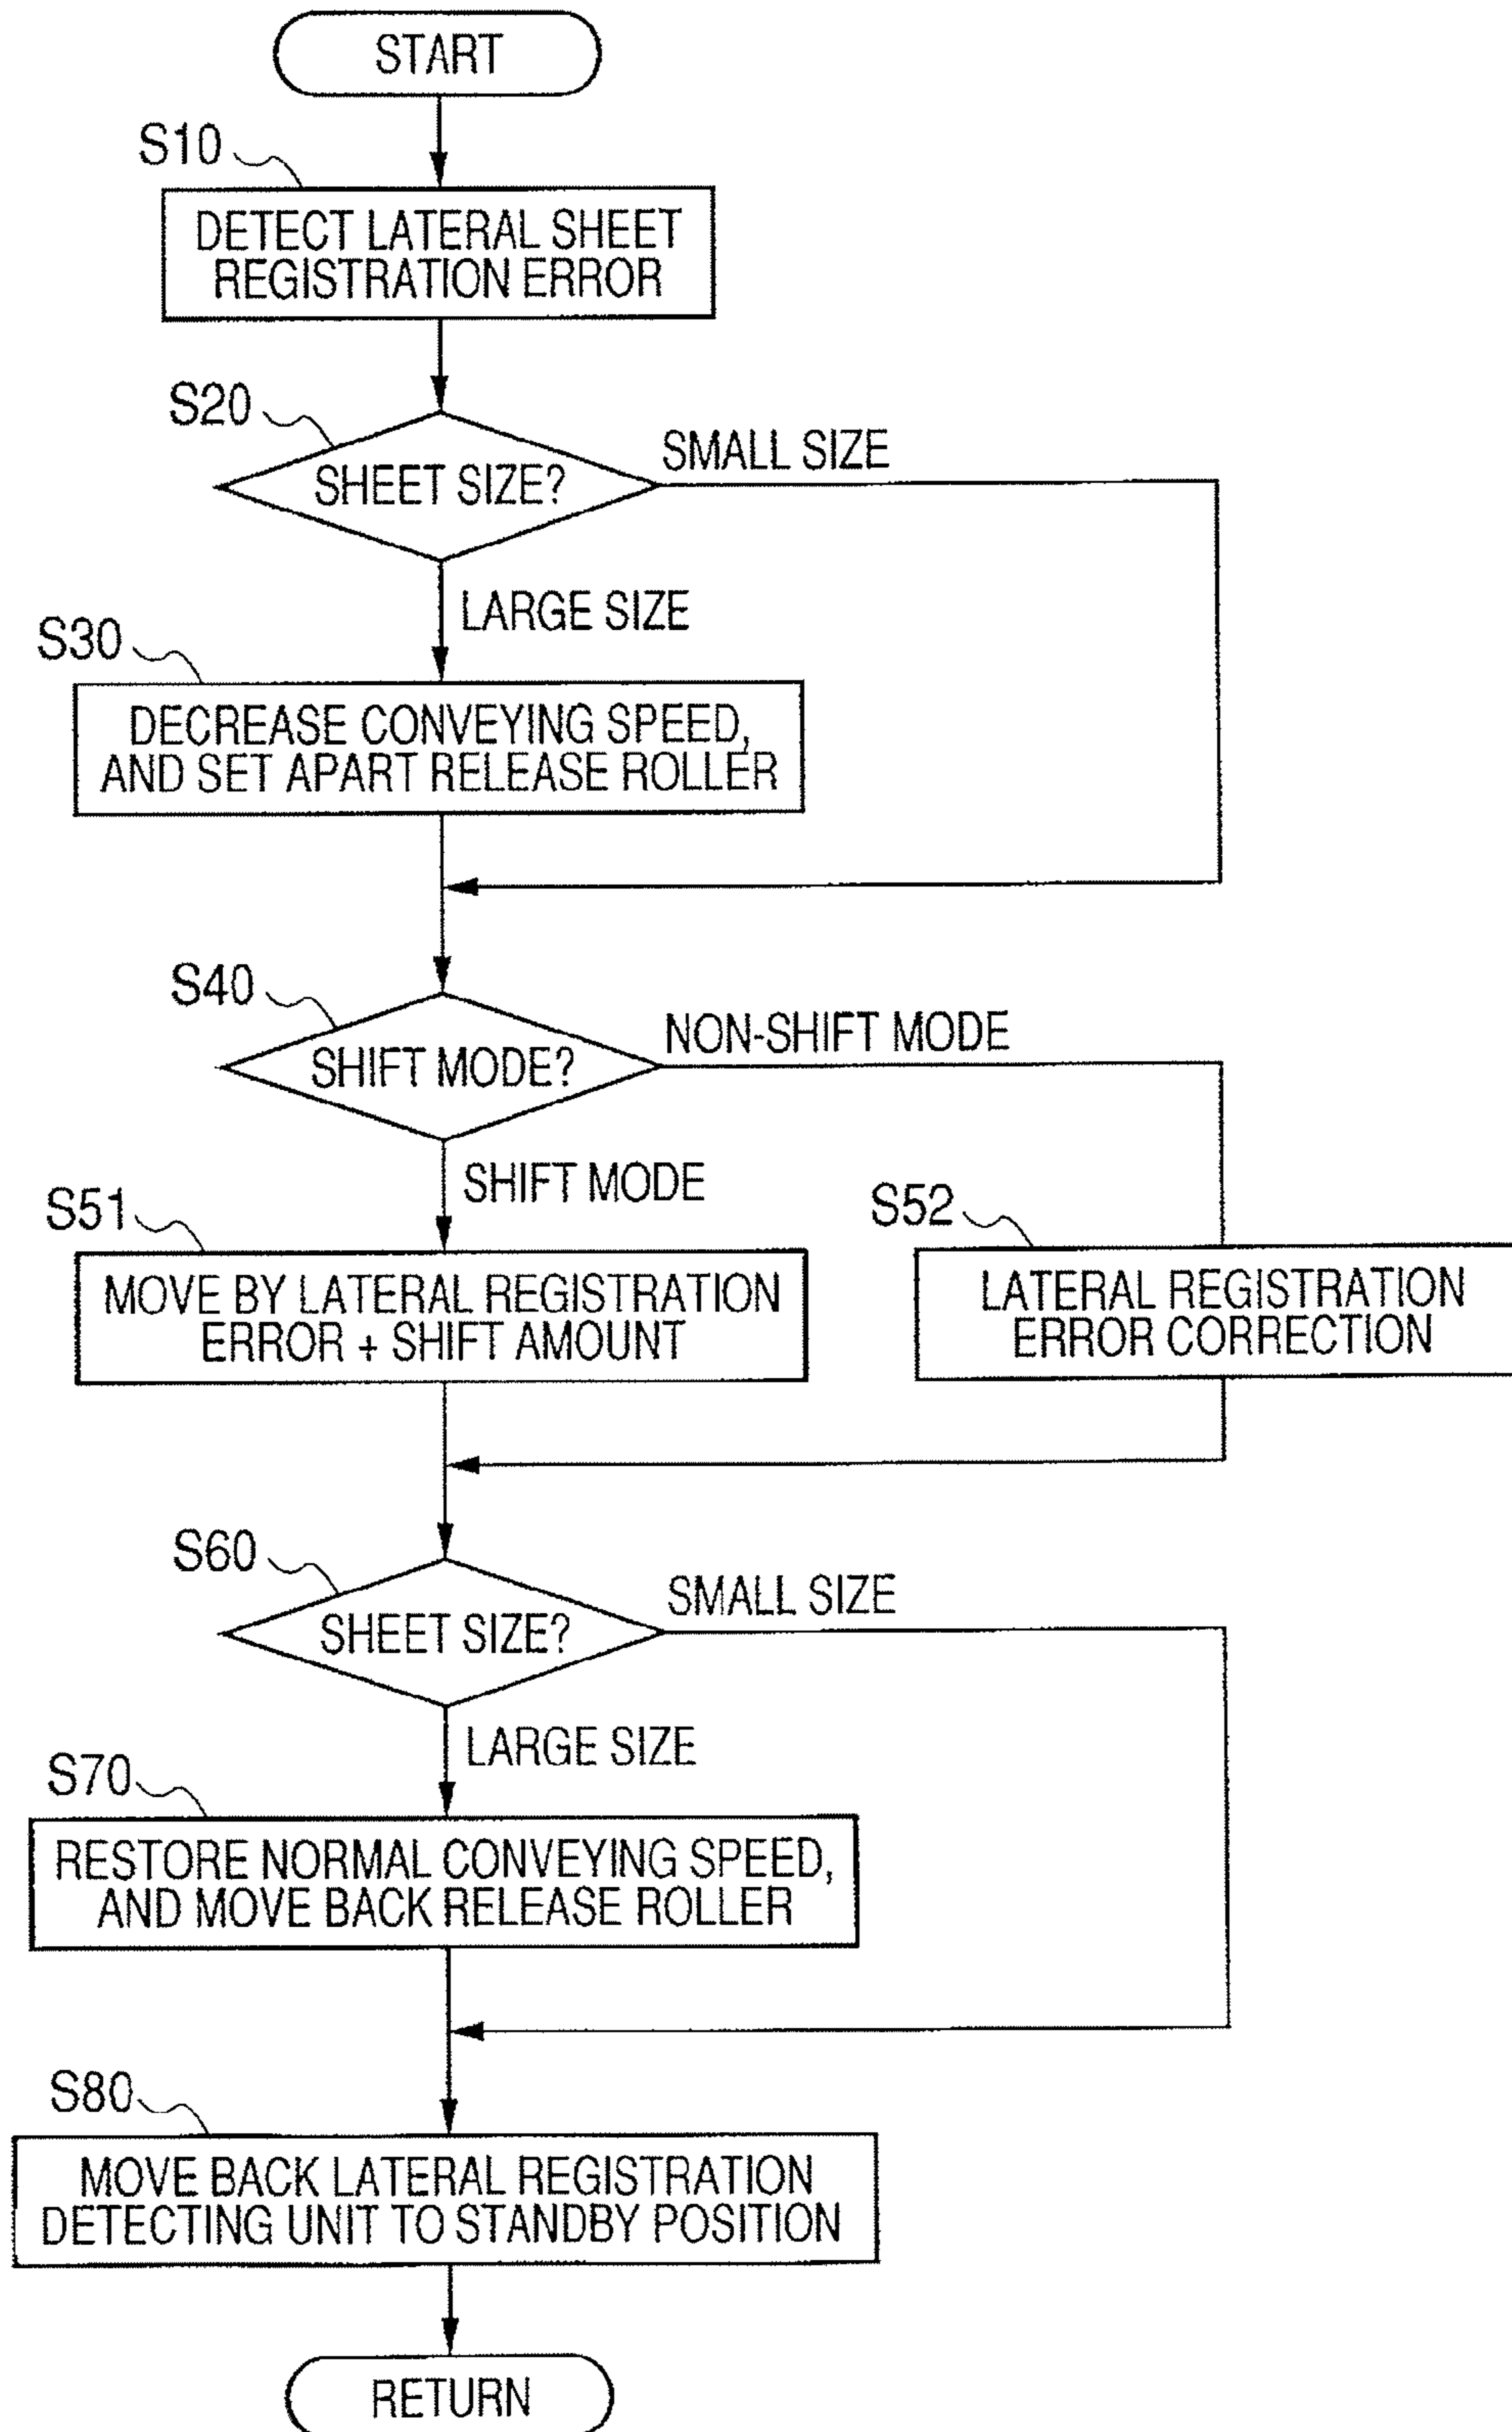 START
S10
DETECT LATERAL SHEET
REGISTRATION ERROR
S20
SHEET SIZE?
SMALL SIZE
LARGE SIZE
S30
DECREASE CONVEYING SPEED,
AND SET APART RELEASE ROLLER
S40
SHIFT MODE?
NON-SHIFT MODE
SHIFT MODE
S51
MOVE BY LATERAL REGISTRATION
ERROR + SHIFT AMOUNT
S52
LATERAL REGISTRATION
ERROR CORRECTION
S60
SHEET SIZE?
SMALL SIZE
LARGE SIZE
S70
RESTORE NORMAL CONVEYING SPEED,
AND MOVE BACK RELEASE ROLLER
S80
MOVE BACK LATERAL REGISTRATION
DETECTING UNIT TO STANDBY POSITION
RETURN